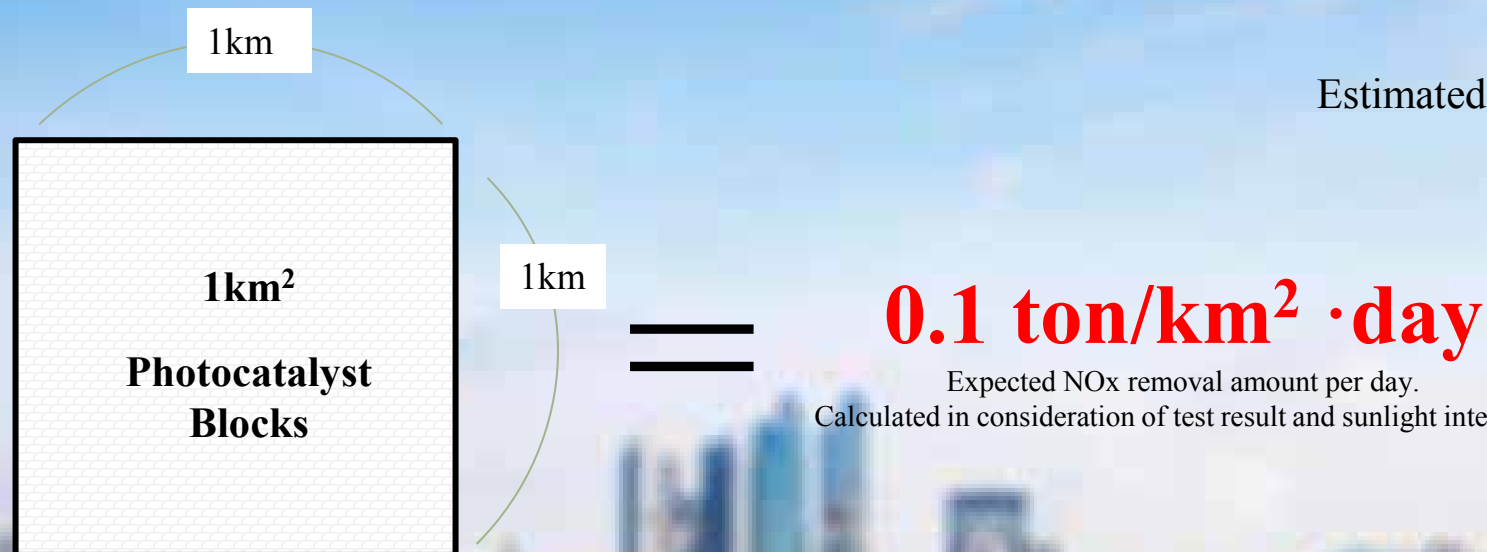 1km
Estimated
1km
1km²
Photocatalyst
Blocks
0.1 ton/km² ·day
Expected NOx removal amount per day.
Calculated in consideration of test result and sunlight